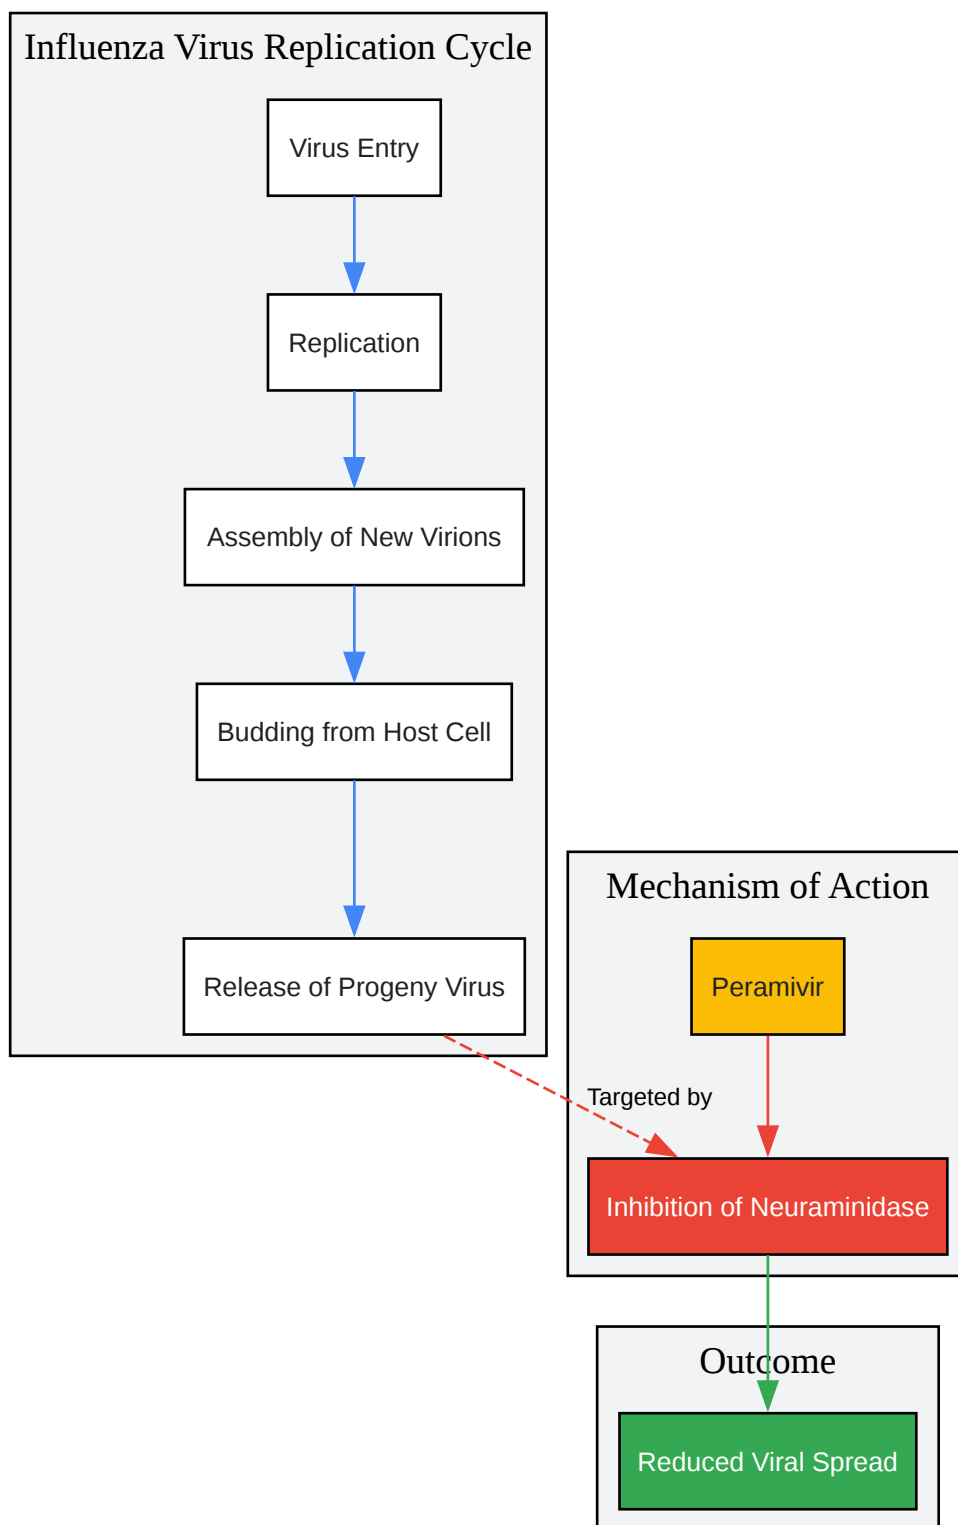 Influenza Virus Replication Cycle
Virus Entry
Replication
Assembly of New Virions
Budding from Host Cell
Release of Progeny Virus
Mechanism of Action
Peramivir
Targeted by
Inhibition of Neuraminidase
Outcome
Reduced Viral Spread